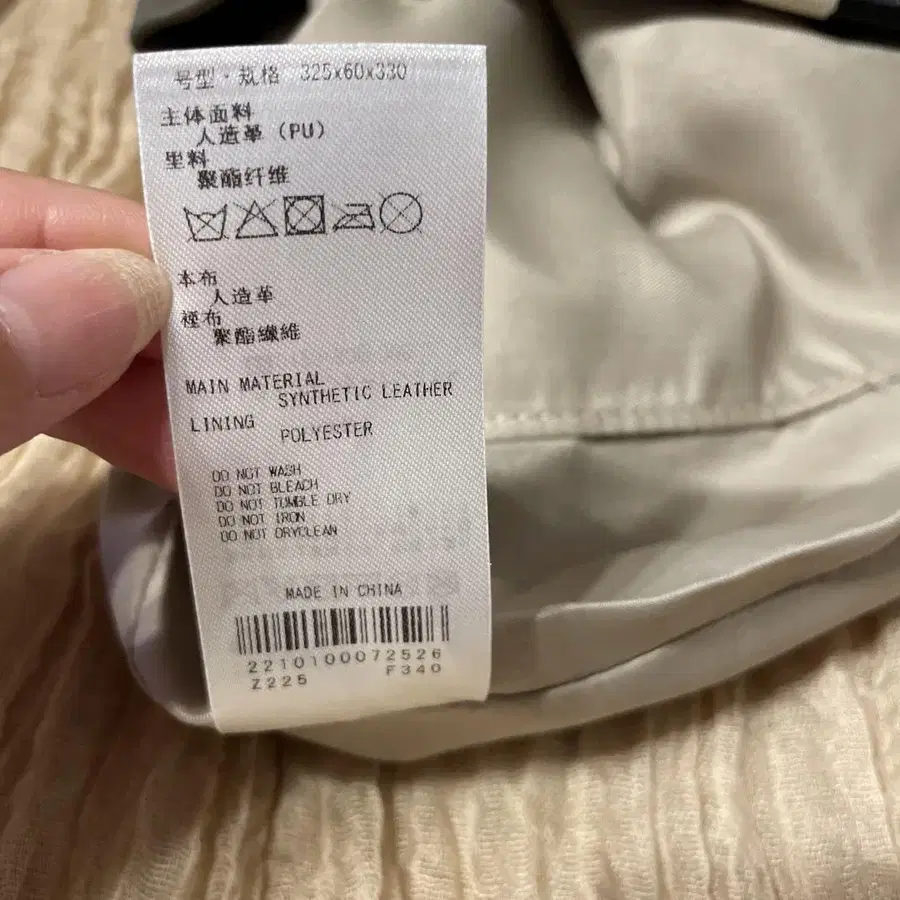 号型·规格 325x60x330
主体面料
人造革（PU）
里料
聚酯纤维
本布
人造革
裡布
聚酯纖維
MAIN MATERIAL
SYNTHETIC LEATHER
LINING
POLYESTER
DO NOT WASH
DO NOT BLEACH
DO NOT TUMBLE DRY
DO NOT IRON
DO NOT DRYCLEAN
MADE IN CHINA
2210100072526
Z225 F340